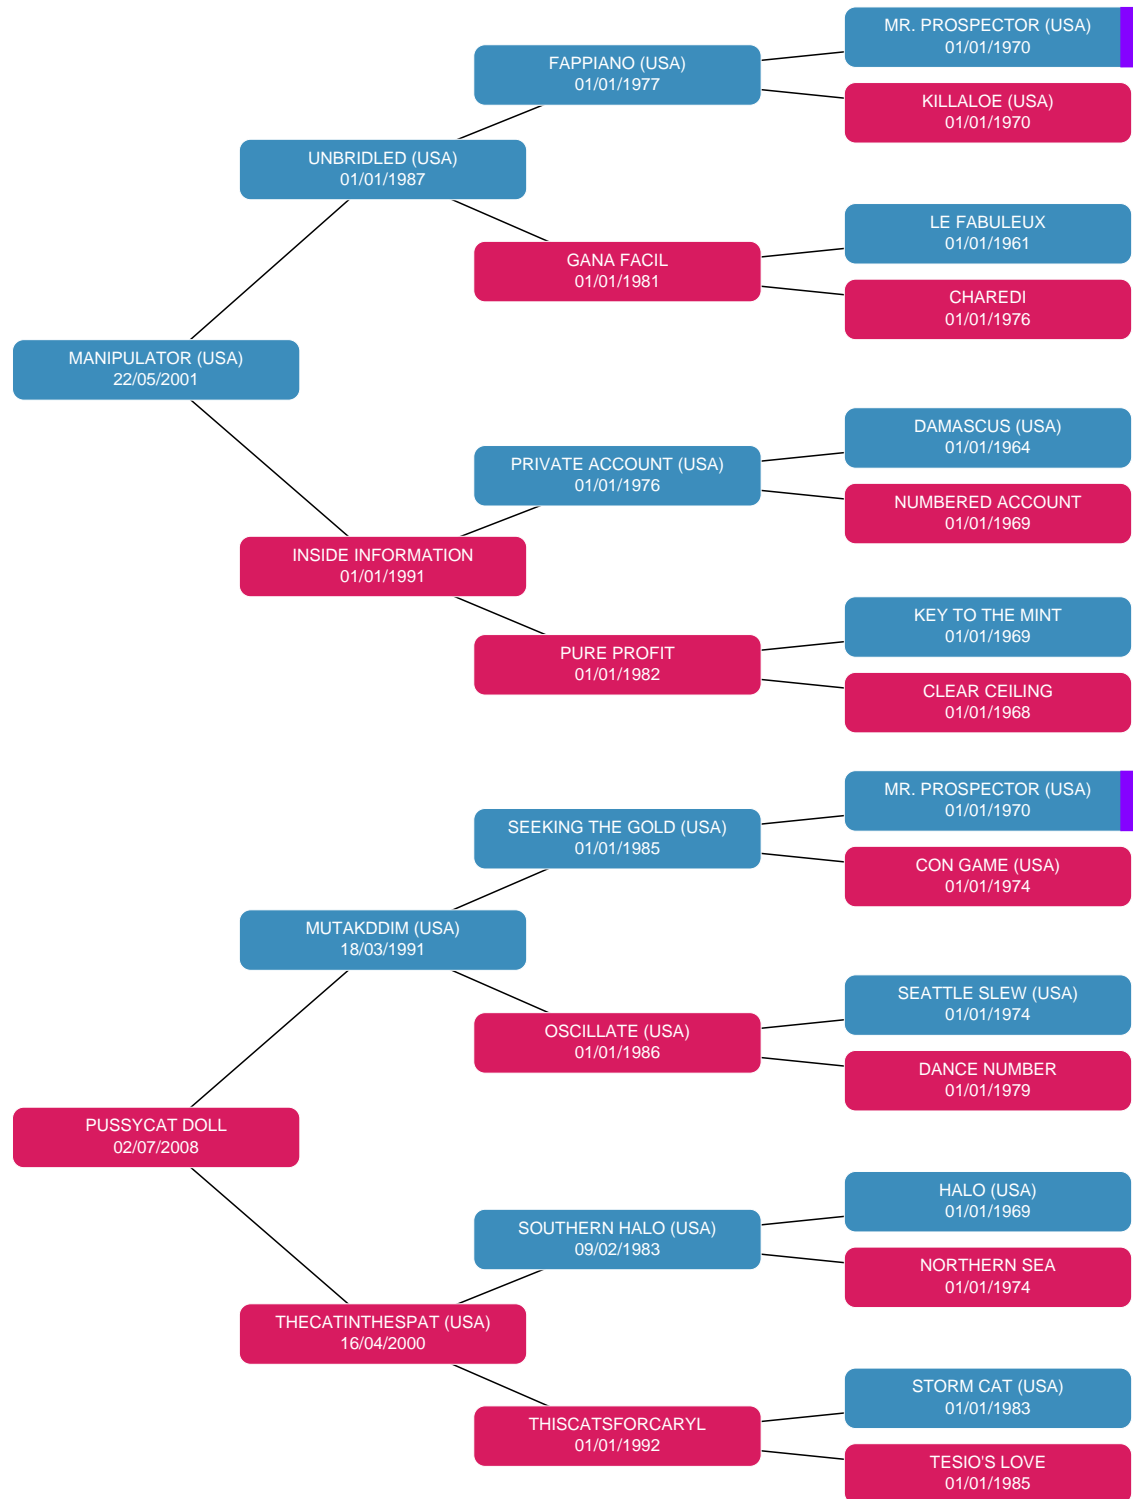 MR. PROSPECTOR (USA)
01/01/1970
FAPPIANO (USA)
01/01/1977
KILLALOE (USA)
01/01/1970
UNBRIDLED (USA)
01/01/1987
LE FABULEUX
01/01/1961
GANA FACIL
01/01/1981
CHAREDI
01/01/1976
MANIPULATOR (USA)
22/05/2001
DAMASCUS (USA)
01/01/1964
PRIVATE ACCOUNT (USA)
01/01/1976
NUMBERED ACCOUNT
01/01/1969
INSIDE INFORMATION
01/01/1991
KEY TO THE MINT
01/01/1969
PURE PROFIT
01/01/1982
CLEAR CEILING
01/01/1968
MR. PROSPECTOR (USA)
01/01/1970
SEEKING THE GOLD (USA)
01/01/1985
CON GAME (USA)
01/01/1974
MUTAKDDIM (USA)
18/03/1991
SEATTLE SLEW (USA)
01/01/1974
OSCILLATE (USA)
01/01/1986
DANCE NUMBER
01/01/1979
PUSSYCAT DOLL
02/07/2008
HALO (USA)
01/01/1969
SOUTHERN HALO (USA)
09/02/1983
NORTHERN SEA
01/01/1974
THECATINTHESPAT (USA)
16/04/2000
STORM CAT (USA)
01/01/1983
THISCATSFORCARYL
01/01/1992
TESIO'S LOVE
01/01/1985